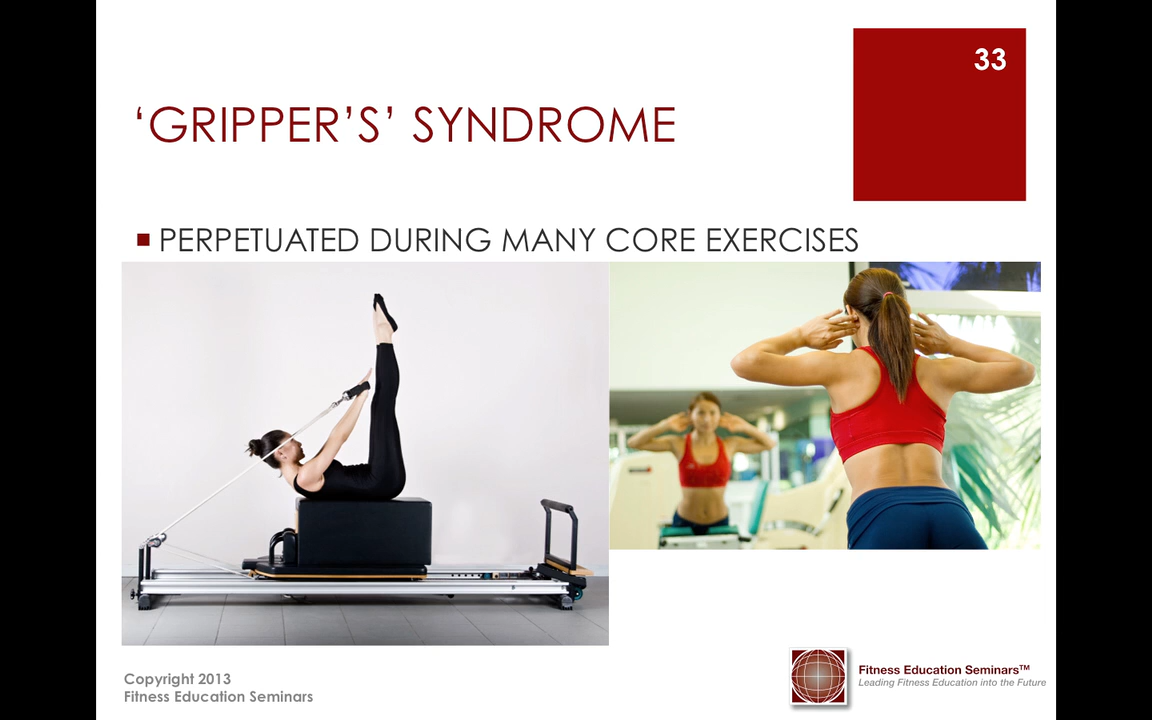 33
‘GRIPPER’S’ SYNDROME
PERPETUATED DURING MANY CORE EXERCISES
Copyright 2013
Fitness Education Seminars
Fitness Education Seminars™
Leading Fitness Education into the Future